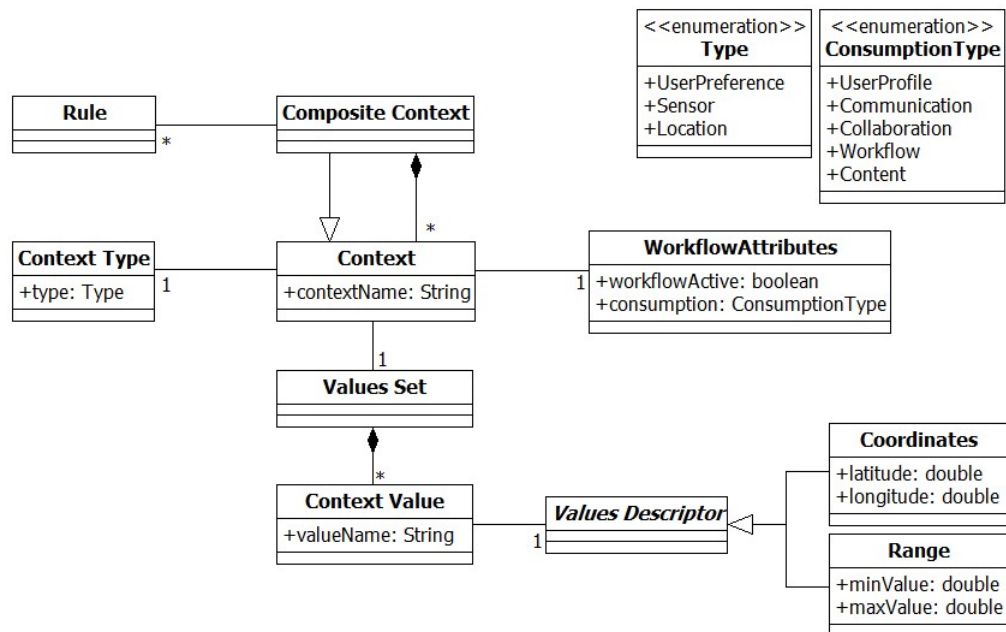 <<enumeration>>
Type
+UserPreference
+Sensor
+Location
<<enumeration>>
ConsumptionType
+UserProfile
+Communication
+Collaboration
+Workflow
+Content
Rule
*
Composite Context
*
Context Type
+type: Type
1
Context
+contextName: String
1
WorkflowAttributes
+workflowActive: boolean
+consumption: ConsumptionType
1
Values Set
*
Context Value
+valueName: String
Values Descriptor
1
Coordinates
+latitude: double
+longitude: double
Range
+minValue: double
+maxValue: double